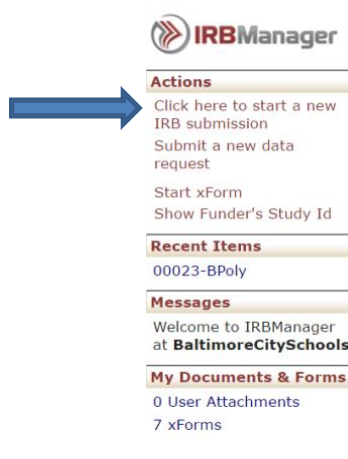 IRBManager
Actions
Click here to start a new
IRB submission
Submit a new data
request
Start xForm
Show Funder's Study Id
Recent Items
00023-BPoly
Messages
Welcome to IRBManager
at BaltimoreCitySchools
My Documents & Forms
0 User Attachments
7 xForms